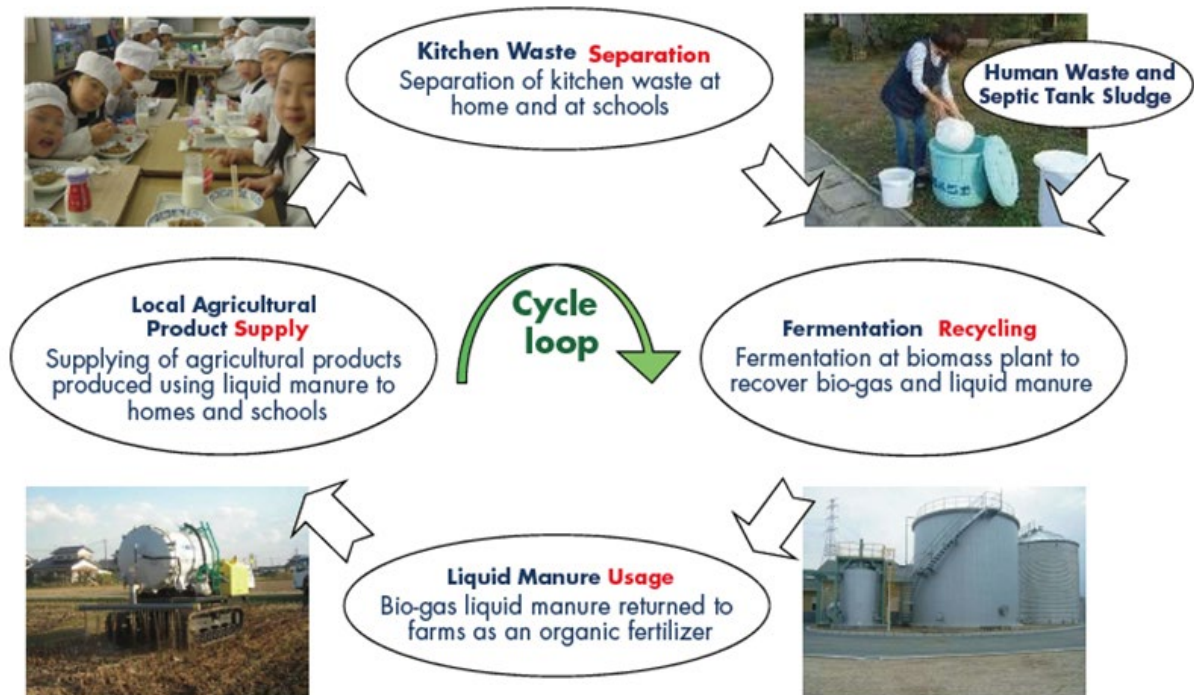 Kitchen Waste Separation
Separation of kitchen waste at
home and at schools
Human Waste and
Septic Tank Sludge
Local Agricultural
Product Supply
Supplying of agricultural products
produced using liquid manure to
homes and schools
Cycle
loop
Fermentation Recycling
Fermentation at biomass plant to
recover bio-gas and liquid manure
Liquid Manure Usage
Bio-gas liquid manure returned to
farms as an organic fertilizer